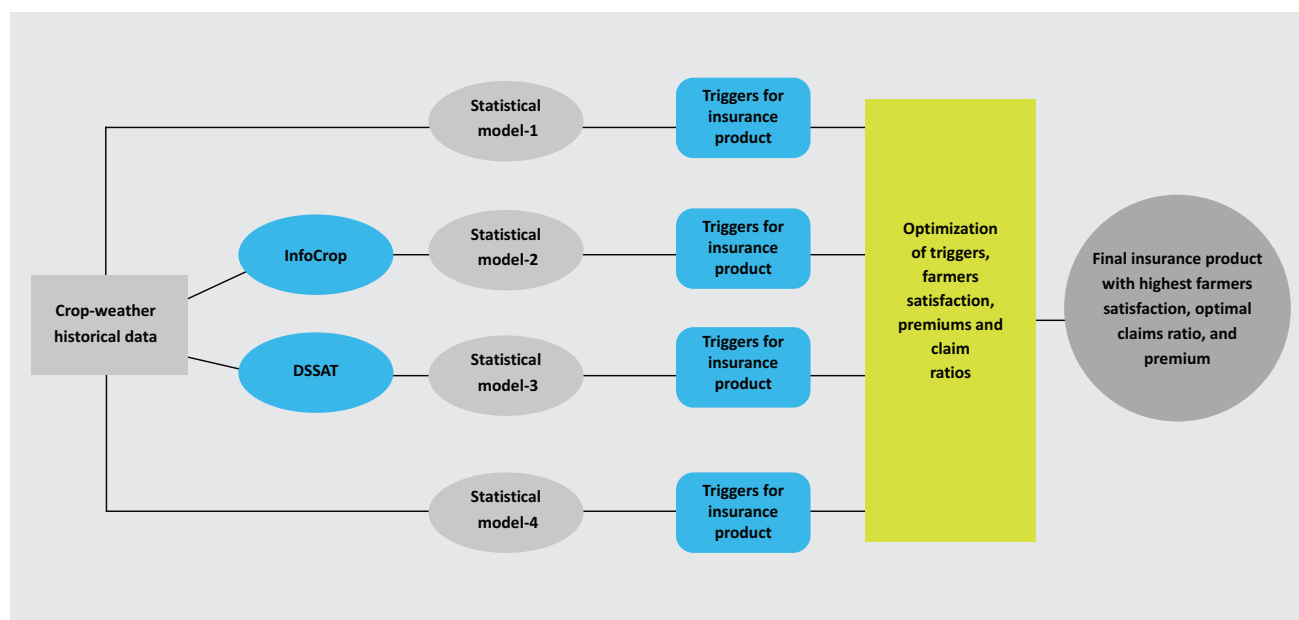 Statistical
model-1
Triggers for
insurance
product
InfoCrop
Statistical
model-2
Triggers for
insurance
product
Crop-weather
historical data
DSSAT
Statistical
model-3
Triggers for
insurance
product
Statistical
model-4
Triggers for
insurance
product
Optimization
of triggers,
farmers
satisfaction,
premiums and
claim
ratios
Final insurance product
with highest farmers
satisfaction, optimal
claims ratio, and
premium